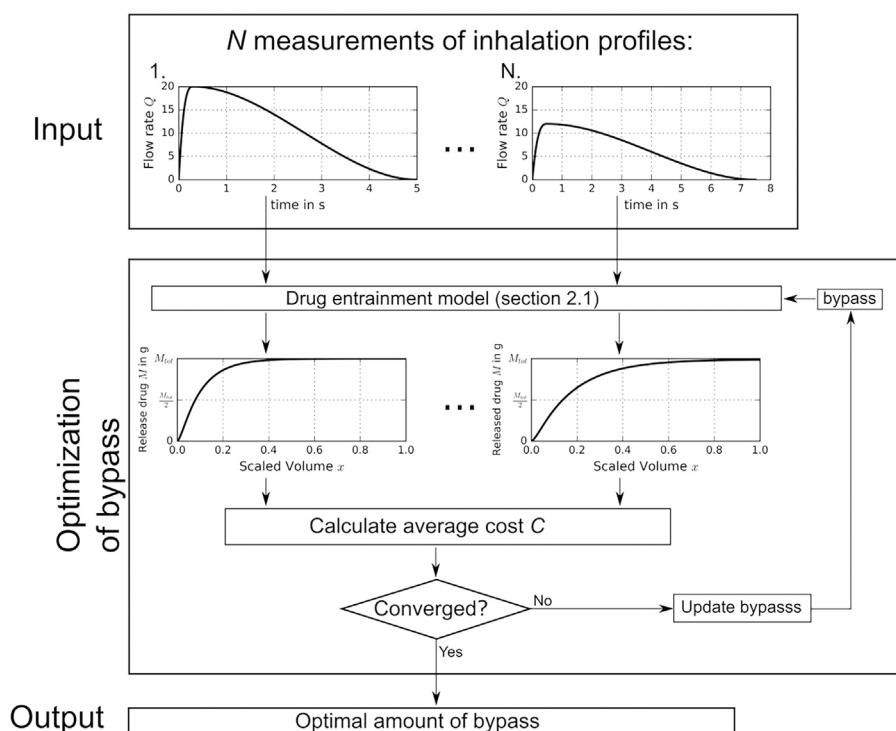 N measurements of inhalation profiles:
Input
1.
Flow rate Q
20
15
10
5
0
0 1 2 3 4 5
time in s
...
N.
Flow rate Q
20
15
10
5
0
0 1 2 3 4 5 6 7 8
time in s
Optimization
of bypass
Drug entrainment model (section 2.1)
bypass
Release drug M in g
M_tot
M_tot/2
0
0.0 0.2 0.4 0.6 0.8 1.0
Scaled Volume x
...
Released drug M in g
M_tot
M_tot/2
0
0.0 0.2 0.4 0.6 0.8 1.0
Scaled Volume x
Calculate average cost C
Converged?
No
Update bypasss
Yes
Output
Optimal amount of bypass